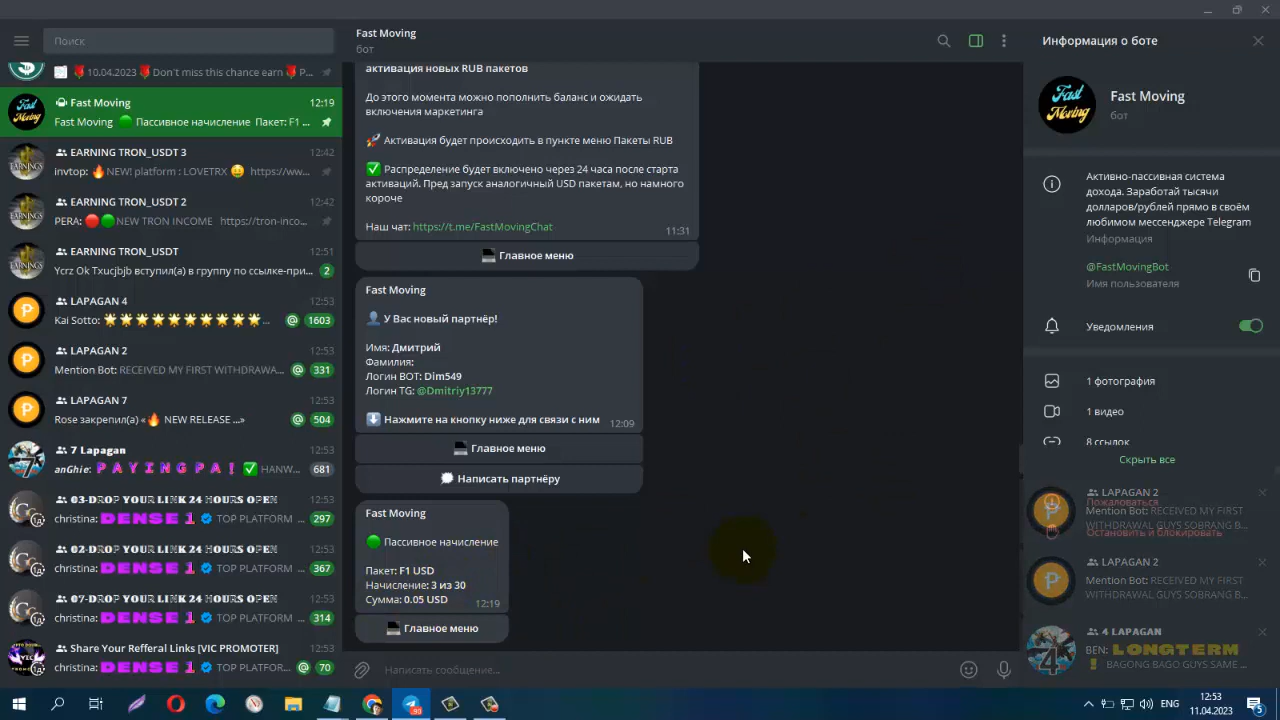 Поиск
10.04.2023🌹Don't miss this chance earn🌹P...
Fast Moving
12:19
Fast Moving 🟢 Пассивное начисление Пакет: F1 ...
EARNING TRON_USDT 3
12:42
invtop: 🔥NEW! platform : LOVETRX 🤑 https://ww...
EARNING TRON_USDT 2
12:42
PERA: 🔴🟢NEW TRON INCOME https://tron-inco...
EARNING TRON_USDT
12:51
Ycrz Ok Txucjbjb вступил(а) в группу по ссылке-при...
2
LAPAGAN 4
12:53
Kai Sotto: 🌟🌟🌟🌟🌟🌟🌟🌟🌟🌟...
@ 1603
LAPAGAN 2
12:53
Mention Bot: RECEIVED MY FIRST WITHDRAWA...
@ 331
LAPAGAN 7
12:53
Rose закрепил(а) «🔥 NEW RELEASE ...»
@ 504
7 Lapagan
12:53
anGhie: PAYING PA! ✅ HANW...
681
03-DROP YOUR LINK 24 HOURS OPEN
12:53
christina: DENSE 1 TOP PLATFORM ...
297
02-DROP YOUR LINK 24 HOURS OPEN
12:53
christina: DENSE 1 TOP PLATFORM ...
367
07-DROP YOUR LINK 24 HOURS OPEN
12:53
christina: DENSE 1 TOP PLATFORM ...
314
Share Your Refferal Links [VIC PROMOTER]
12:53
christina: DENSE 1 TOP PLATFORM ...
@ 70
Fast Moving
бот
активация новых RUB пакетов
До этого момента можно пополнить баланс и ожидать
включения маркетинга
🚀 Активация будет происходить в пункте меню Пакеты RUB
✅ Распределение будет включено через 24 часа после старта
активаций. Пред запуск аналогичный USD пакетам, но намного
короче
Наш чат: https://t.me/FastMovingChat
11:31
Главное меню
Fast Moving
👤 У Вас новый партнёр!
Имя: Дмитрий
Фамилия:
Логин BOT: Dim549
Логин TG: @Dmitriy13777
⬇️ Нажмите на кнопку ниже для связи с ним
12:09
Главное меню
Написать партнёру
Fast Moving
🟢 Пассивное начисление
Пакет: F1 USD
Начисление: 3 из 30
Сумма: 0.05 USD
12:19
Главное меню
Написать сообщение...
Информация о боте
Fast Moving
Fast Moving
бот
Активно-пассивная система
дохода. Заработай тысячи
долларов/рублей прямо в своём
любимом мессенджере Telegram
Информация
@FastMovingBot
Имя пользователя
Уведомления
1 фотография
1 видео
8 ссылок
Скрыть все
LAPAGAN 2
Пожаловаться
Mention Bot: RECEIVED MY FIRST
WITHDRAWAL GUYS SOBRANG B...
Остановить и блокировать
LAPAGAN 2
Mention Bot: RECEIVED MY FIRST
WITHDRAWAL GUYS SOBRANG B...
4 LAPAGAN
BEN: LONGTERM
BAGONG BAGO GUYS SAME ...
90
ENG
12:53
11.04.2023
5